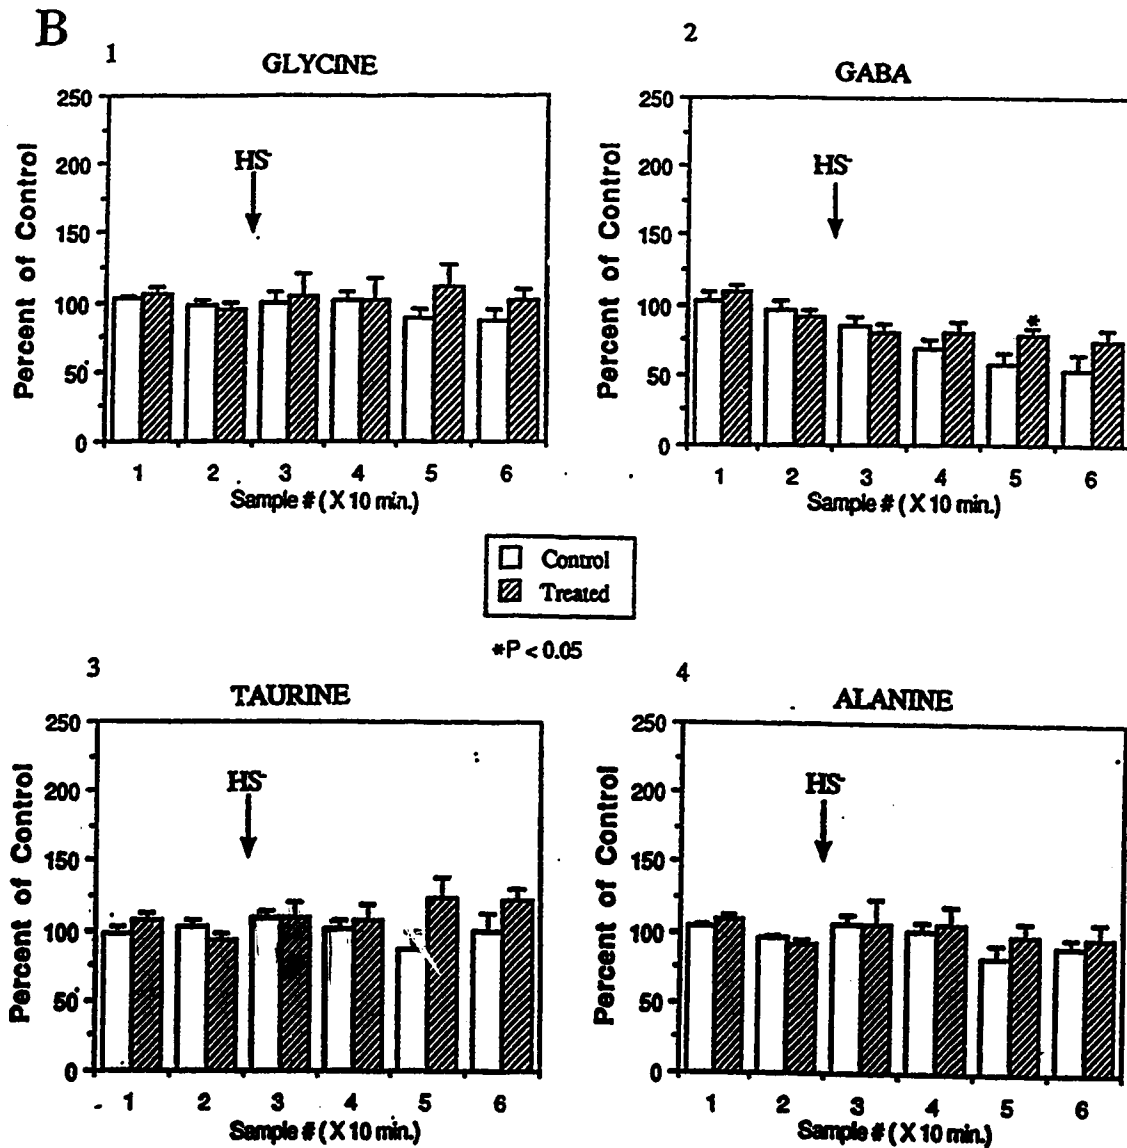 B
1
GLYCINE
250
200
150
100
50
0
Percent of Control
HS-
1 2 3 4 5 6
Sample # ( X 10 min.)
2
GABA
250
200
150
100
50
0
Percent of Control
HS-
*
1 2 3 4 5 6
Sample # ( X 10 min.)
Control
Treated
*P < 0.05
3
TAURINE
250
200
150
100
50
0
Percent of Control
HS-
1 2 3 4 5 6
Sample # ( X 10 min.)
4
ALANINE
250
200
150
100
50
0
Percent of Control
HS-
1 2 3 4 5 6
Sample # ( X 10 min.)